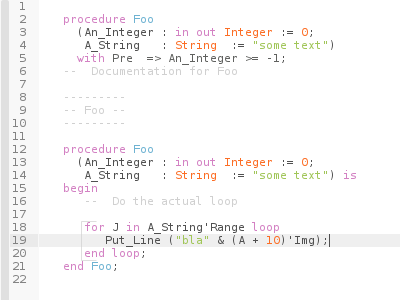 1
2 procedure Foo
3 (An_Integer : in out Integer := 0;
4 A_String : String := "some text")
5 with Pre => An_Integer >= -1;
6 -- Documentation for Foo
7
8 ---------
9 -- Foo --
10 ---------
11
12 procedure Foo
13 (An_Integer : in out Integer := 0;
14 A_String : String := "some text") is
15 begin
16 -- Do the actual loop
17
18 for J in A_String'Range loop
19 Put_Line ("bla" & (A + 10)'Img);
20 end loop;
21 end Foo;
22